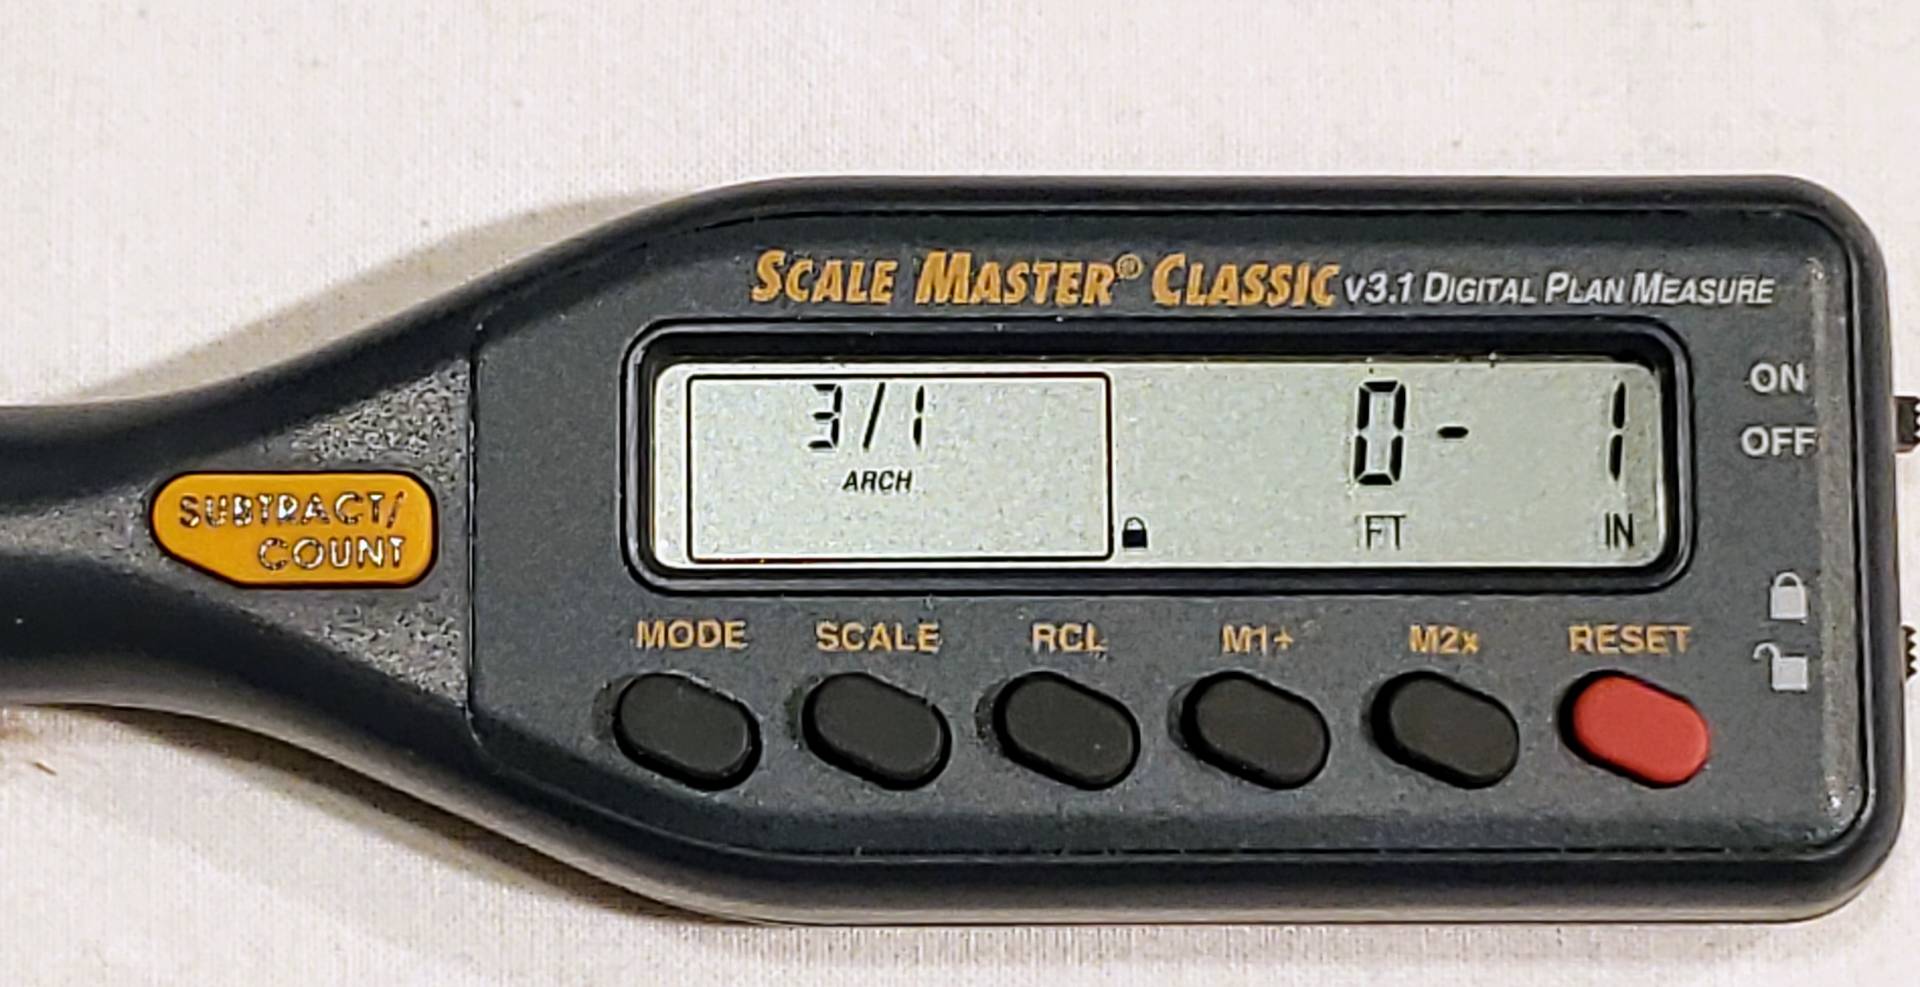 SCALE MASTER® CLASSIC v3.1 DIGITAL PLAN MEASURE
ON
OFF
3/1
ARCH
0- 1
FT IN
SUBTRACT/
COUNT
MODE SCALE RCL M1+ M2x RESET